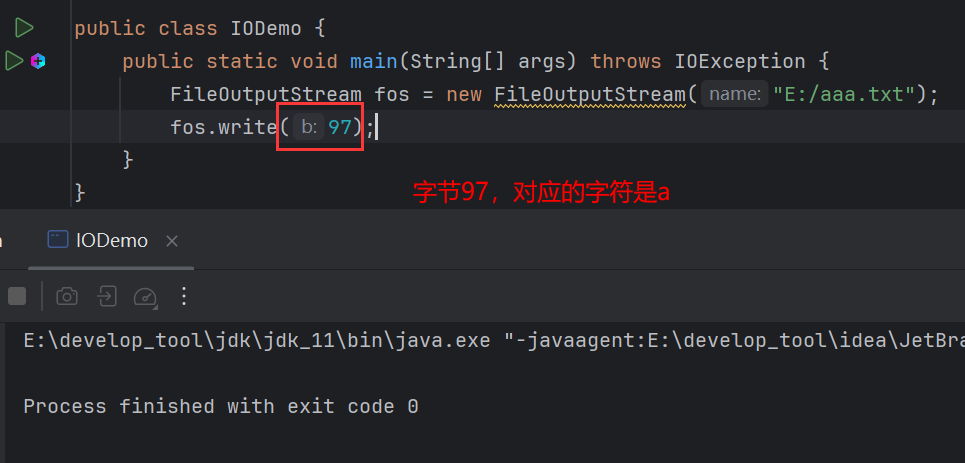 public class IODemo {
public static void main(String[] args) throws IOException {
FileOutputStream fos = new FileOutputStream( name: "E:/aaa.txt");
fos.write( b: 97);
}
}
字节97，对应的字符是a
IODemo ×
E:\develop_tool\jdk\jdk_11\bin\java.exe "-javaagent:E:\develop_tool\idea\JetBra
Process finished with exit code 0